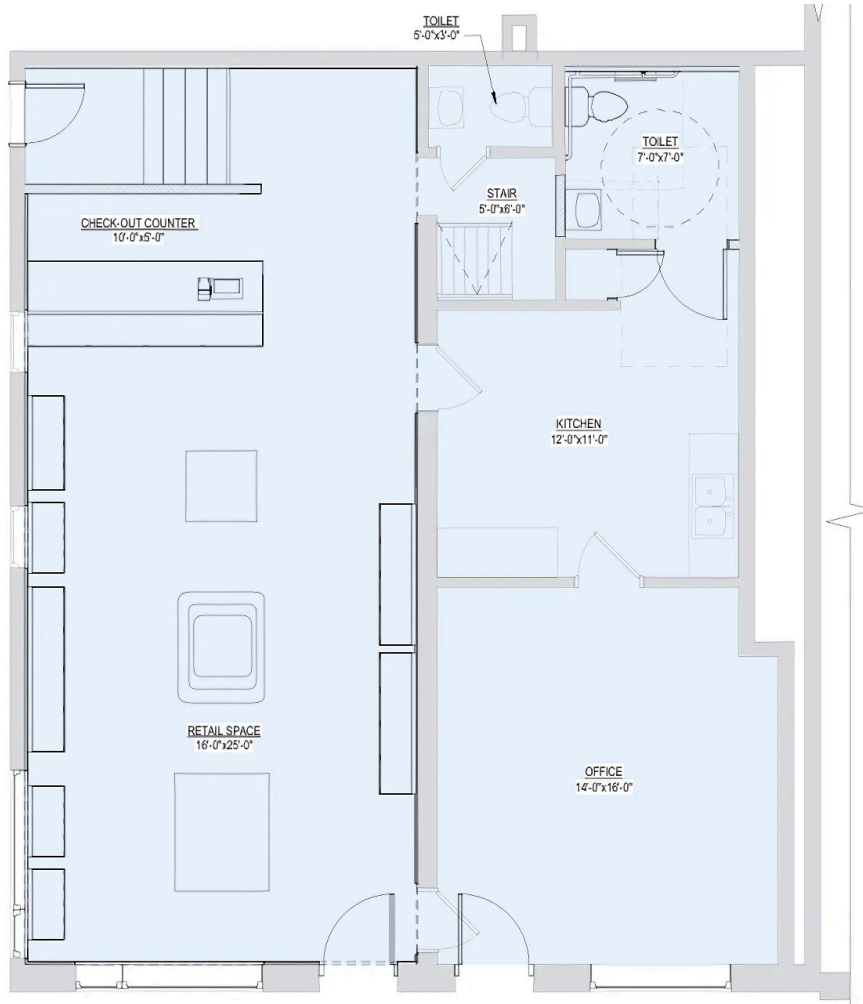 TOILET
5'-0"x3'-0"
TOILET
7'-0"x7'-0"
STAIR
5'-0"x6'-0"
CHECK-OUT COUNTER
10'-0"x5'-0"
KITCHEN
12'-0"x11'-0"
RETAIL SPACE
16'-0"x25'-0"
OFFICE
14'-0"x16'-0"